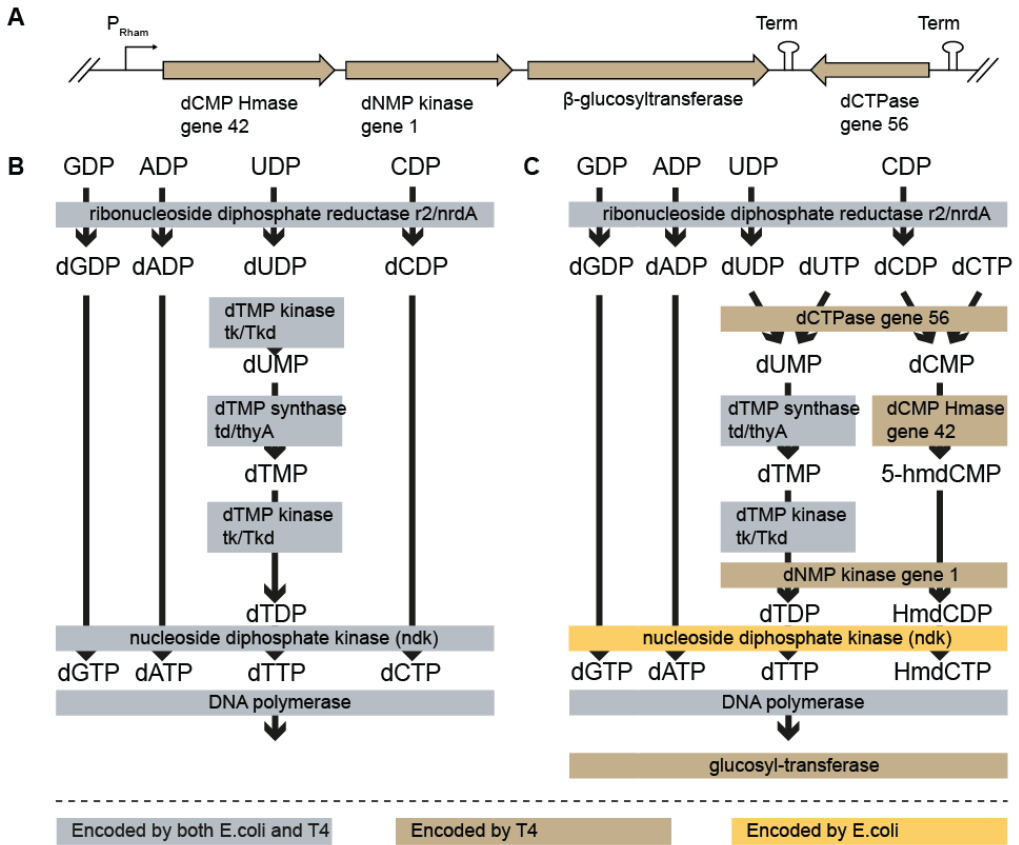 A
P Rham
Term
Term
dCMP Hmase
gene 42
dNMP kinase
gene 1
β-glucosyltransferase
dCTPase
gene 56
B
GDP ADP UDP CDP
ribonucleoside diphosphate reductase r2/nrdA
dGDP dADP dUDP dCDP
dTMP kinase
tk/Tkd
dUMP
dTMP synthase
td/thyA
dTMP
dTMP kinase
tk/Tkd
dTDP
nucleoside diphosphate kinase (ndk)
dGTP dATP dTTP dCTP
DNA polymerase
C
GDP ADP UDP CDP
ribonucleoside diphosphate reductase r2/nrdA
dGDP dADP dUDP dUTP dCDP dCTP
dCTPase gene 56
dUMP dCMP
dTMP synthase
td/thyA
dCMP Hmase
gene 42
dTMP 5-hmdCMP
dTMP kinase
tk/Tkd
dNMP kinase gene 1
dTDP HmdCDP
nucleoside diphosphate kinase (ndk)
dGTP dATP dTTP HmdCTP
DNA polymerase
glucosyl-transferase
Encoded by both E.coli and T4
Encoded by T4
Encoded by E.coli